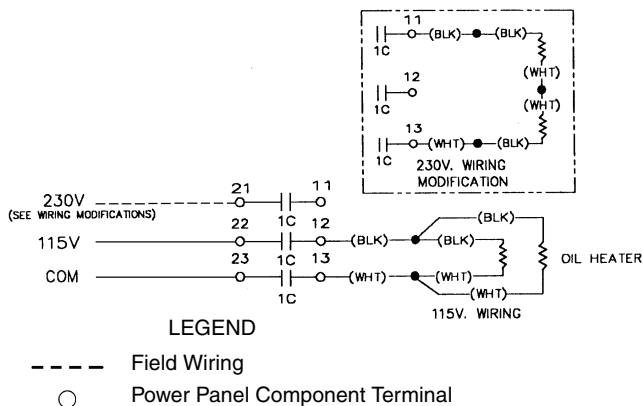 11
(BLK) (BLK)
1C
(WHT)
12
(WHT)
1C
13
(WHT) (BLK)
1C
230V. WIRING
MODIFICATION
230V
(SEE WIRING MODIFICATIONS)
21
1C
11
115V
22
1C
12
(BLK)
(BLK)
(BLK)
COM
23
1C
13
(WHT)
(WHT)
(WHT)
OIL HEATER
115V. WIRING
LEGEND
Field Wiring
Power Panel Component Terminal